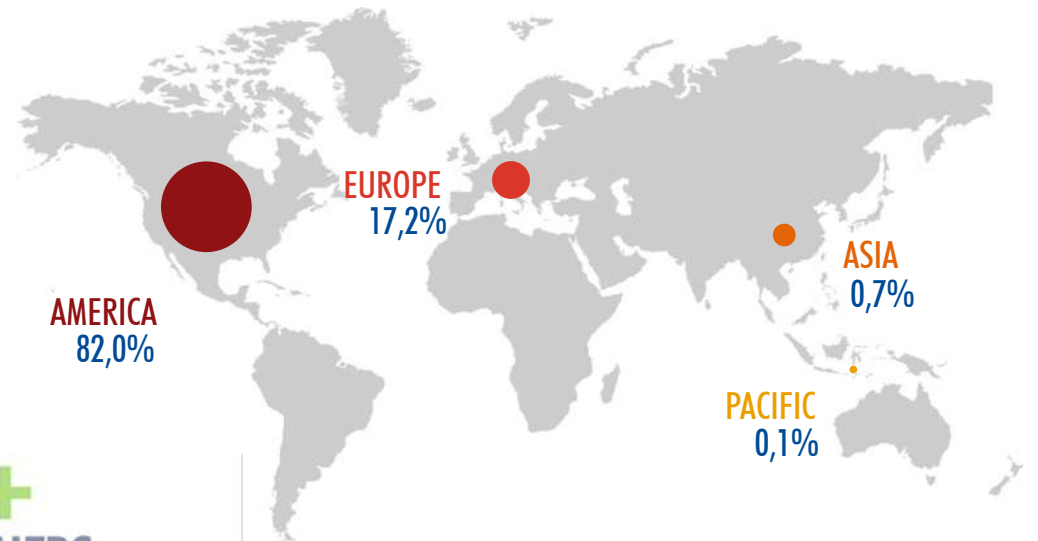 EUROPE
17,2%
ASIA
0,7%
AMERICA
82,0%
PACIFIC
0,1%